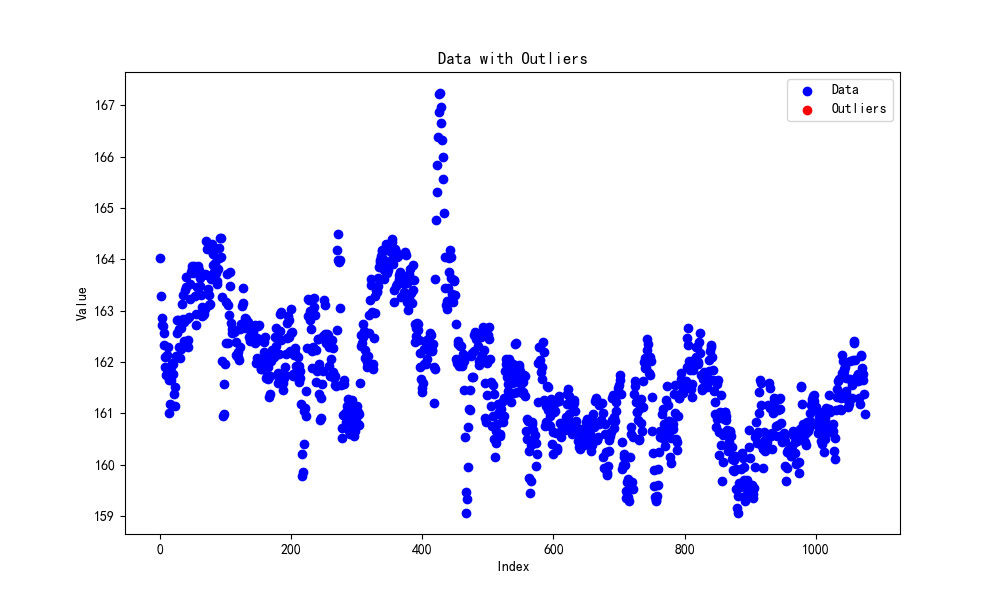 Data with Outliers
Data
Outliers
167
166
165
164
163
162
161
160
159
Value
0 200 400 600 800 1000
Index